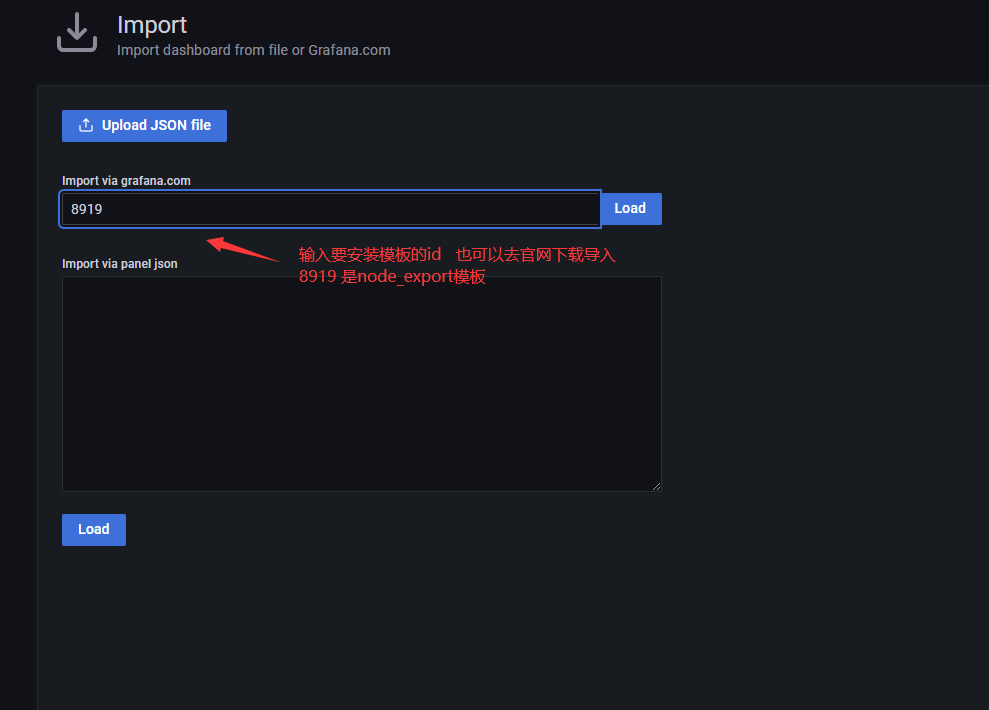 Import
Import dashboard from file or Grafana.com
Upload JSON file
Import via grafana.com
8919
Load
输入要安装模板的id 也可以去官网下载导入
8919 是node_export模板
Import via panel json
Load